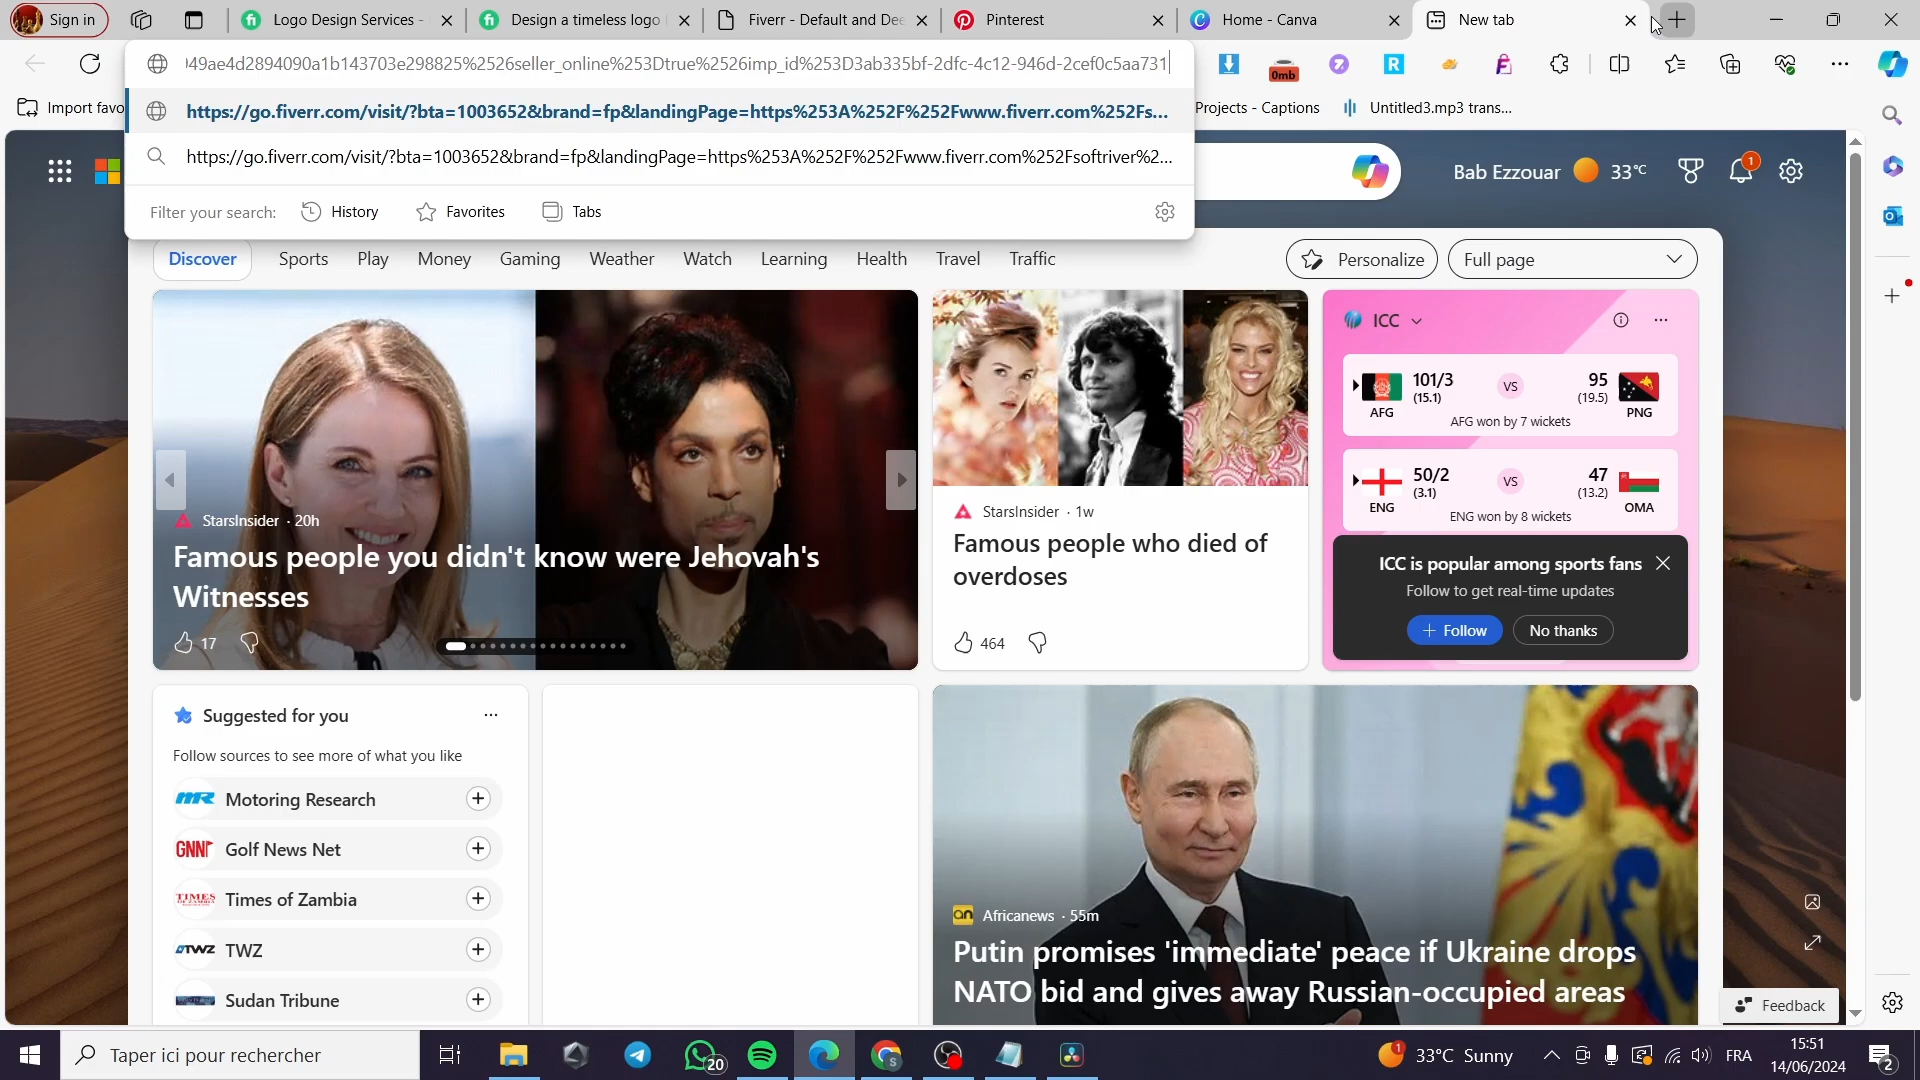 Sign in
Logo Design Services -
Design a timeless logo
Fiverr - Default and Dee
Pinterest
Home - Canva
New tab
049ae4d2894090a1b143703e298825%2526seller_online%253Dtrue%2526imp_id%253D3ab335bf-2dfc-4c12-946d-2cef0c5aa731
0mb
Import favo
https://go.fiverr.com/visit/?bta=1003652&brand=fp&landingPage=https%253A%252F%252Fwww.fiverr.com%252Fs...
Projects - Captions
Untitled3.mp3 trans...
https://go.fiverr.com/visit/?bta=1003652&brand=fp&landingPage=https%253A%252F%252Fwww.fiverr.com%252Fsoftriver%2...
Bab Ezzouar
33°C
1
Filter your search:
History
Favorites
Tabs
Discover
Sports
Play
Money
Gaming
Weather
Watch
Learning
Health
Travel
Traffic
Personalize
Full page
StarsInsider · 20h
Famous people you didn't know were Jehovah's
Witnesses
17
StarsInsider · 1w
Famous people who died of
overdoses
464
ICC
AFG
101/3
(15.1)
VS
95
(19.5)
PNG
AFG won by 7 wickets
ENG
50/2
(3.1)
VS
47
(13.2)
OMA
ENG won by 8 wickets
ICC is popular among sports fans
Follow to get real-time updates
Follow
No thanks
Suggested for you
Follow sources to see more of what you like
MR Motoring Research
GNN Golf News Net
TIMES Times of Zambia
TWZ TWZ
Sudan Tribune
an Africanews · 55m
Putin promises 'immediate' peace if Ukraine drops
NATO bid and gives away Russian-occupied areas
Feedback
Taper ici pour rechercher
20
S
1
33°C Sunny
FRA
15:51
14/06/2024
2